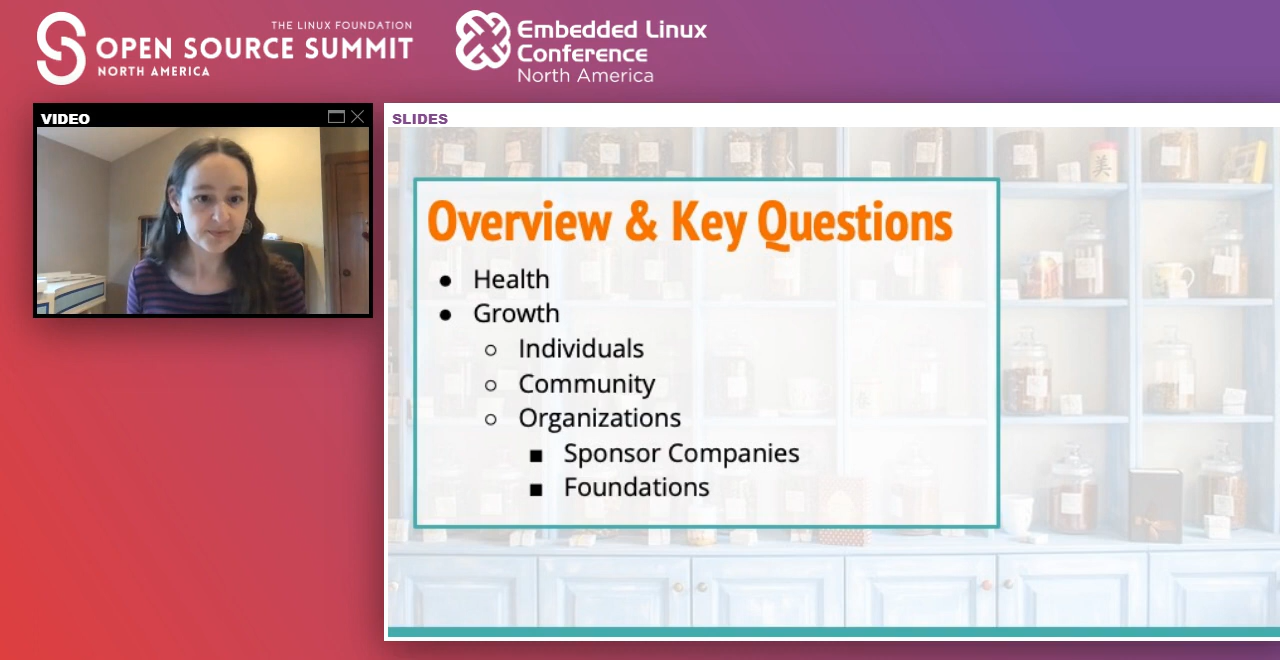 THE LINUX FOUNDATION
OPEN SOURCE SUMMIT
NORTH AMERICA
Embedded Linux
Conference
North America
VIDEO
SLIDES
Overview & Key Questions
● Health
● Growth
○ Individuals
○ Community
○ Organizations
■ Sponsor Companies
■ Foundations
美